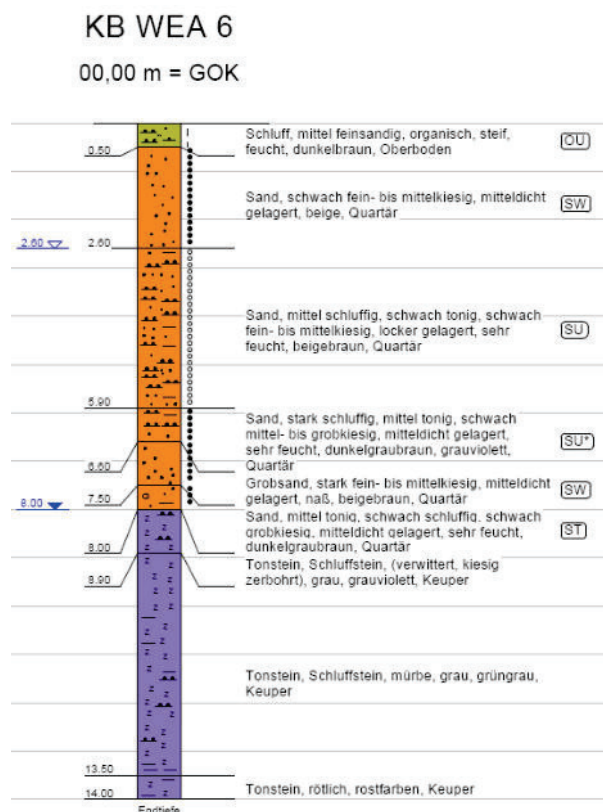 KB WEA 6
00,00 m = GOK
Schluff, mittel feinsandig, organisch, steif,
feucht, dunkelbraun, Oberboden
OU
0.50
Sand, schwach fein- bis mittelkiesig, mitteldicht
gelagert, beige, Quartär
SW
2.60
2.60
Sand, mittel schluffig, schwach tonig, schwach
fein- bis mittelkiesig, locker gelagert, sehr
feucht, beigebraun, Quartär
SU
5.90
Sand, stark schluffig, mittel tonig, schwach
mittel- bis grobkiesig, mitteldicht gelagert,
sehr feucht, dunkelgraubraun, grauviolett,
Quartär
SU*
6.60
Grobsand, stark fein- bis mittelkiesig, mitteldicht
gelagert, naß, beigebraun, Quartär
SW
7.50
8.00
Sand, mittel tonig, schwach schluffig, schwach
grobkiesig, mitteldicht gelagert, sehr feucht,
dunkelgraubraun, Quartär
ST
8.00
Tonstein, Schluffstein, (verwittert, kiesig
zerbohrt), grau, grauviolett, Keuper
8.90
Tonstein, Schluffstein, mürbe, grau, grüngrau,
Keuper
13.50
Tonstein, rötlich, rostfarben, Keuper
14.00
Endtiefe